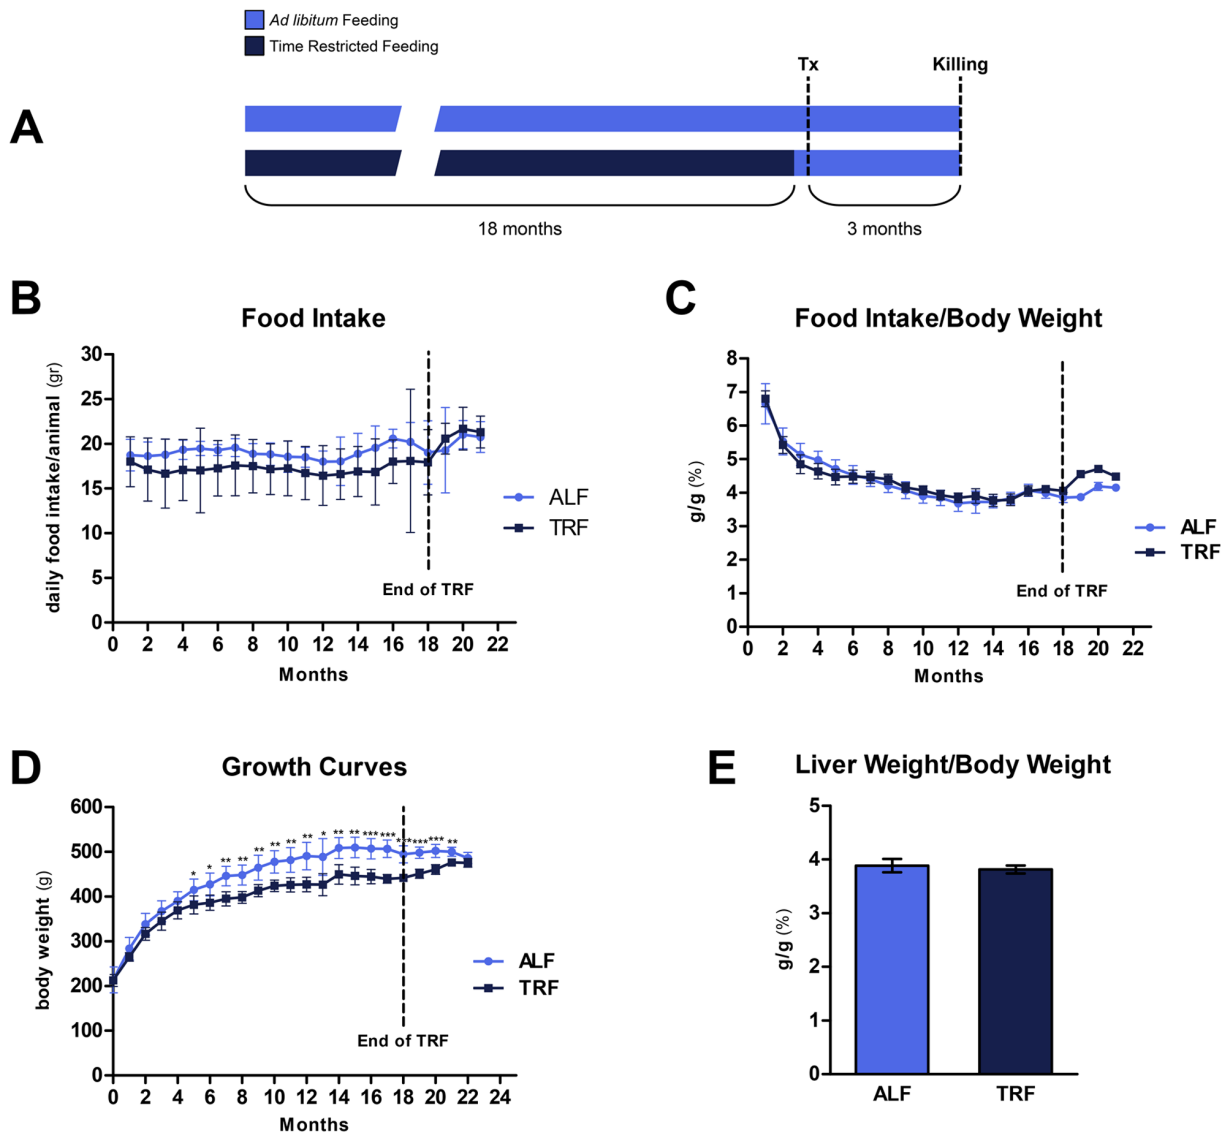 Ad libitum Feeding
Time Restricted Feeding
Tx
Killing
A
18 months
3 months
B
Food Intake
daily food intake/animal (gr)
30
25
20
15
10
5
0
0 2 4 6 8 10 12 14 16 18 20 22
Months
End of TRF
ALF
TRF
C
Food Intake/Body Weight
g/g (%)
8
7
6
5
4
3
2
1
0
0 2 4 6 8 10 12 14 16 18 20 22
Months
End of TRF
ALF
TRF
D
Growth Curves
body weight (g)
600
500
400
300
200
100
0
* * ** ** ** ** ** ** * ** ** *** *** *** *** *** **
0 2 4 6 8 10 12 14 16 18 20 22 24
Months
End of TRF
ALF
TRF
E
Liver Weight/Body Weight
g/g (%)
5
4
3
2
1
0
ALF TRF